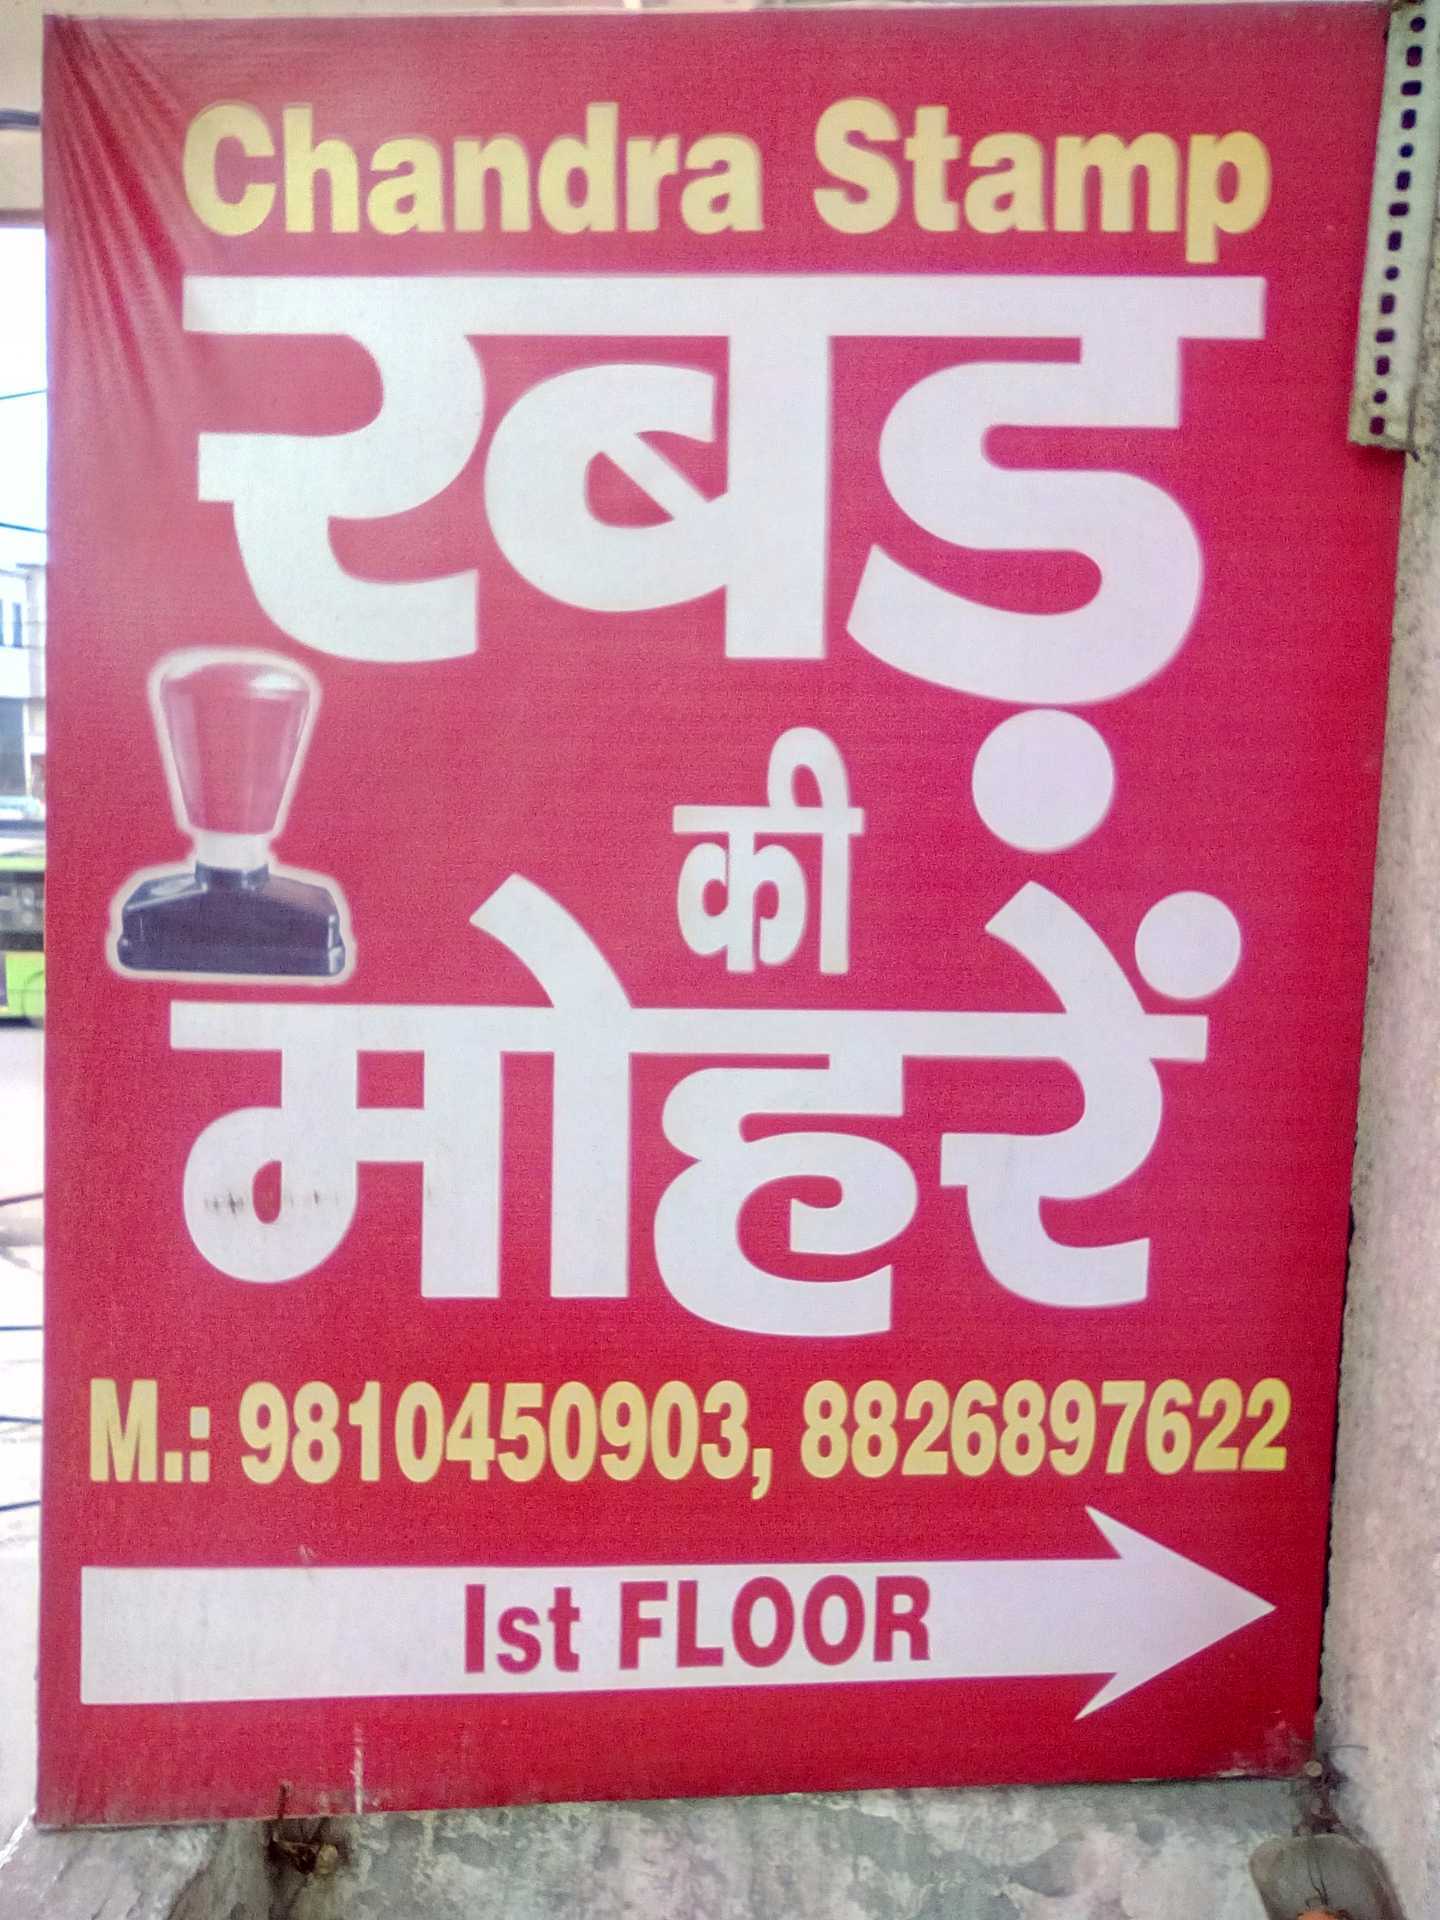 Chandra Stamp
रबड़
की
मोहरें
M.: 9810450903, 8826897622
Ist FLOOR